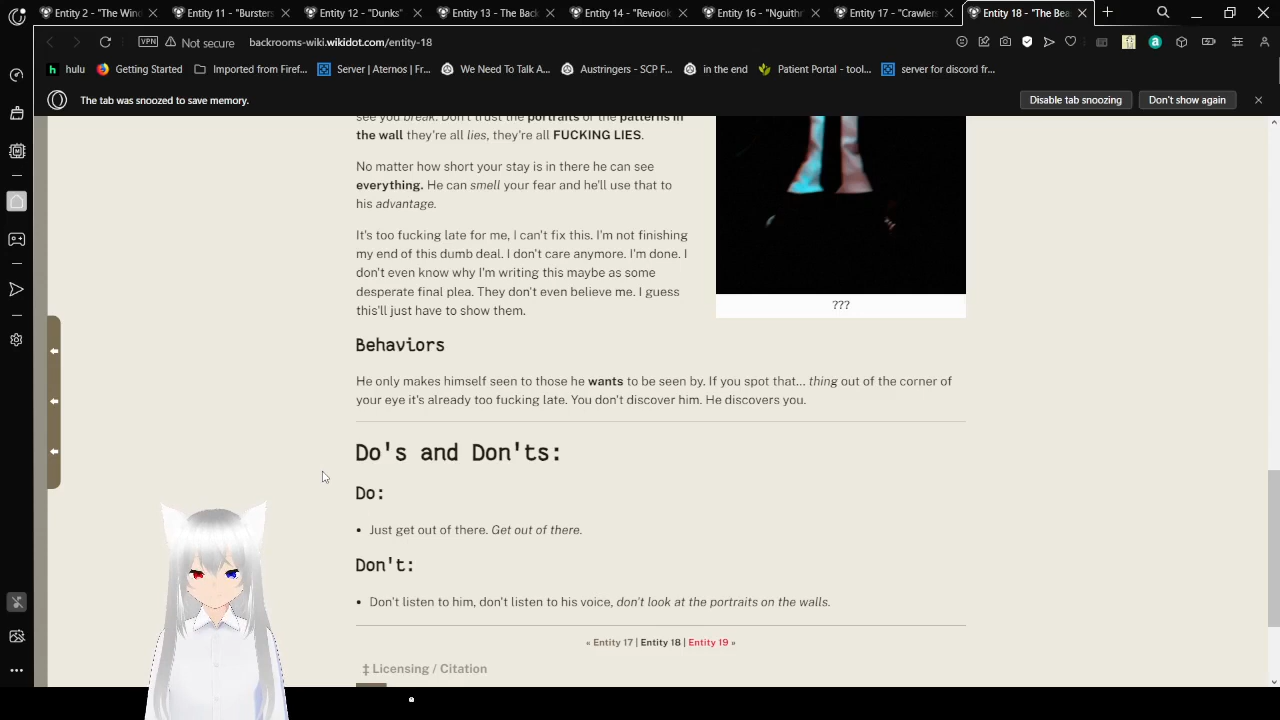 Entity 2 - "The Wind
Entity 11 - "Bursters
Entity 12 - "Dunks"
Entity 13 - The Back
Entity 14 - "Reviook
Entity 16 - "Nguithr
Entity 17 - "Crawlers
Entity 18 - "The Bea
VPN
Not secure
backrooms-wiki.wikidot.com/entity-18
hulu
Getting Started
Imported from Firef...
Server | Aternos | Fr...
We Need To Talk A...
Austringers - SCP F...
in the end
Patient Portal - tool...
server for discord fr...
The tab was snoozed to save memory.
Disable tab snoozing
Don't show again
see you break. Don't trust the portraits or the patterns in
the wall they're all lies, they're all FUCKING LIES.
No matter how short your stay is in there he can see
everything. He can smell your fear and he'll use that to
his advantage.
It's too fucking late for me, I can't fix this. I'm not finishing
my end of this dumb deal. I don't care anymore. I'm done. I
don't even know why I'm writing this maybe as some
desperate final plea. They don't even believe me. I guess
this'll just have to show them.
???
Behaviors
He only makes himself seen to those he wants to be seen by. If you spot that... thing out of the corner of
your eye it's already too fucking late. You don't discover him. He discovers you.
Do's and Don'ts:
Do:
• Just get out of there. Get out of there.
Don't:
• Don't listen to him, don't listen to his voice, don't look at the portraits on the walls.
« Entity 17 | Entity 18 | Entity 19 »
‡ Licensing / Citation